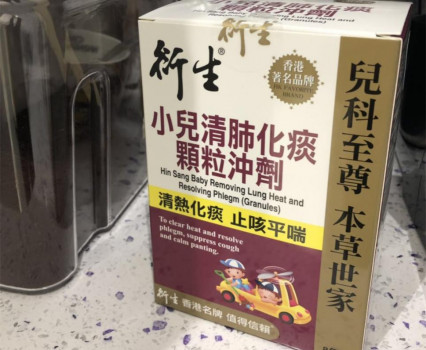 衍生
衍生®
香港
著名品牌
小兒清肺化痰
顆粒沖劑
Hin Sang Baby Removing Lung Heat and
Resolving Phlegm (Granules)
清熱化痰 止咳平喘
To clear heat and resolve
phlegm, suppress cough
and calm panting.
衍生 香港名牌 值得信賴
兒科至尊 本草世家